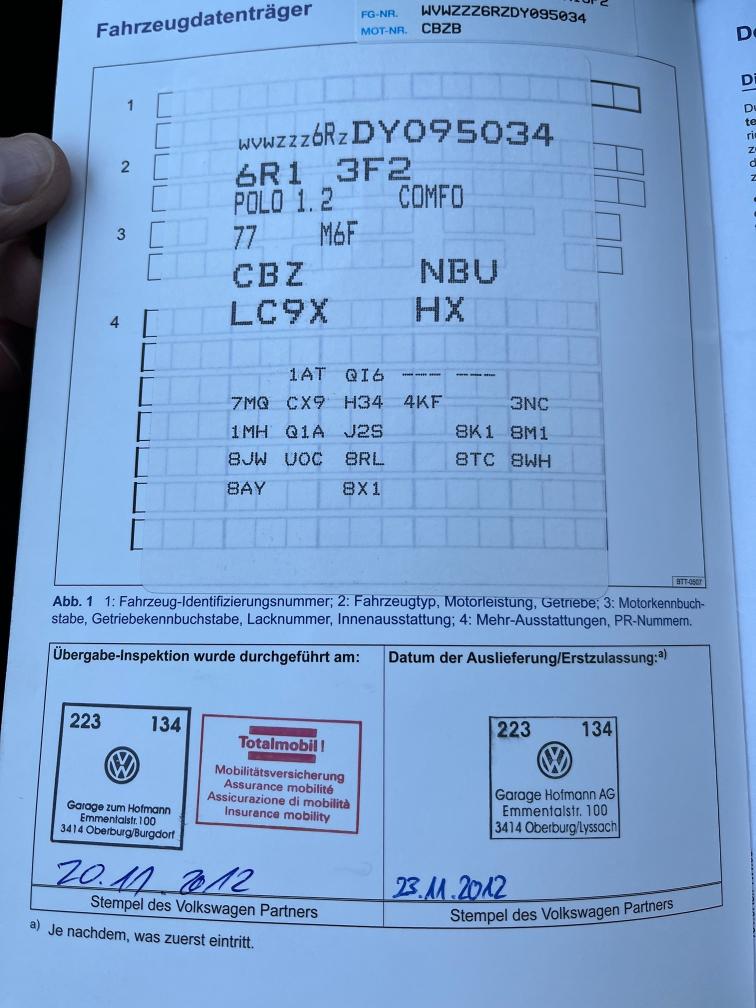 Fahrzeugdatenträger
FG-NR. WVWZZZ6RZDY095034
MOT-NR. CBZB
1
WVWZZZ6RZDY095034
2
6R1 3F2
POLO 1.2 COMFO
3
77 M6F
CBZ NBU
4
LC9X HX
1AT QI6 --- ---
7MQ CX9 H34 4KF 3NC
1MH Q1A J2S 8K1 8M1
8JW U0C 8RL 8TC 8WH
8AY 8X1
BTT-0507
Abb. 1 1: Fahrzeug-Identifizierungsnummer; 2: Fahrzeugtyp, Motorleistung, Getriebe; 3: Motorkennbuch-
stabe, Getriebekennbuchstabe, Lacknummer, Innenausstattung; 4: Mehr-Ausstattungen, PR-Nummern.
Übergabe-Inspektion wurde durchgeführt am:
223 134
Garage zum Hofmann
Emmentalstr. 100
3414 Oberburg/Burgdorf
Totalmobil!
Mobilitätsversicherung
Assurance mobilité
Assicurazione di mobilità
Insurance mobility
20.11.2012
Stempel des Volkswagen Partners
Datum der Auslieferung/Erstzulassung:a)
223 134
Garage Hofmann AG
Emmentalstr. 100
3414 Oberburg/Lyssach
23.11.2012
Stempel des Volkswagen Partners
a) Je nachdem, was zuerst eintritt.